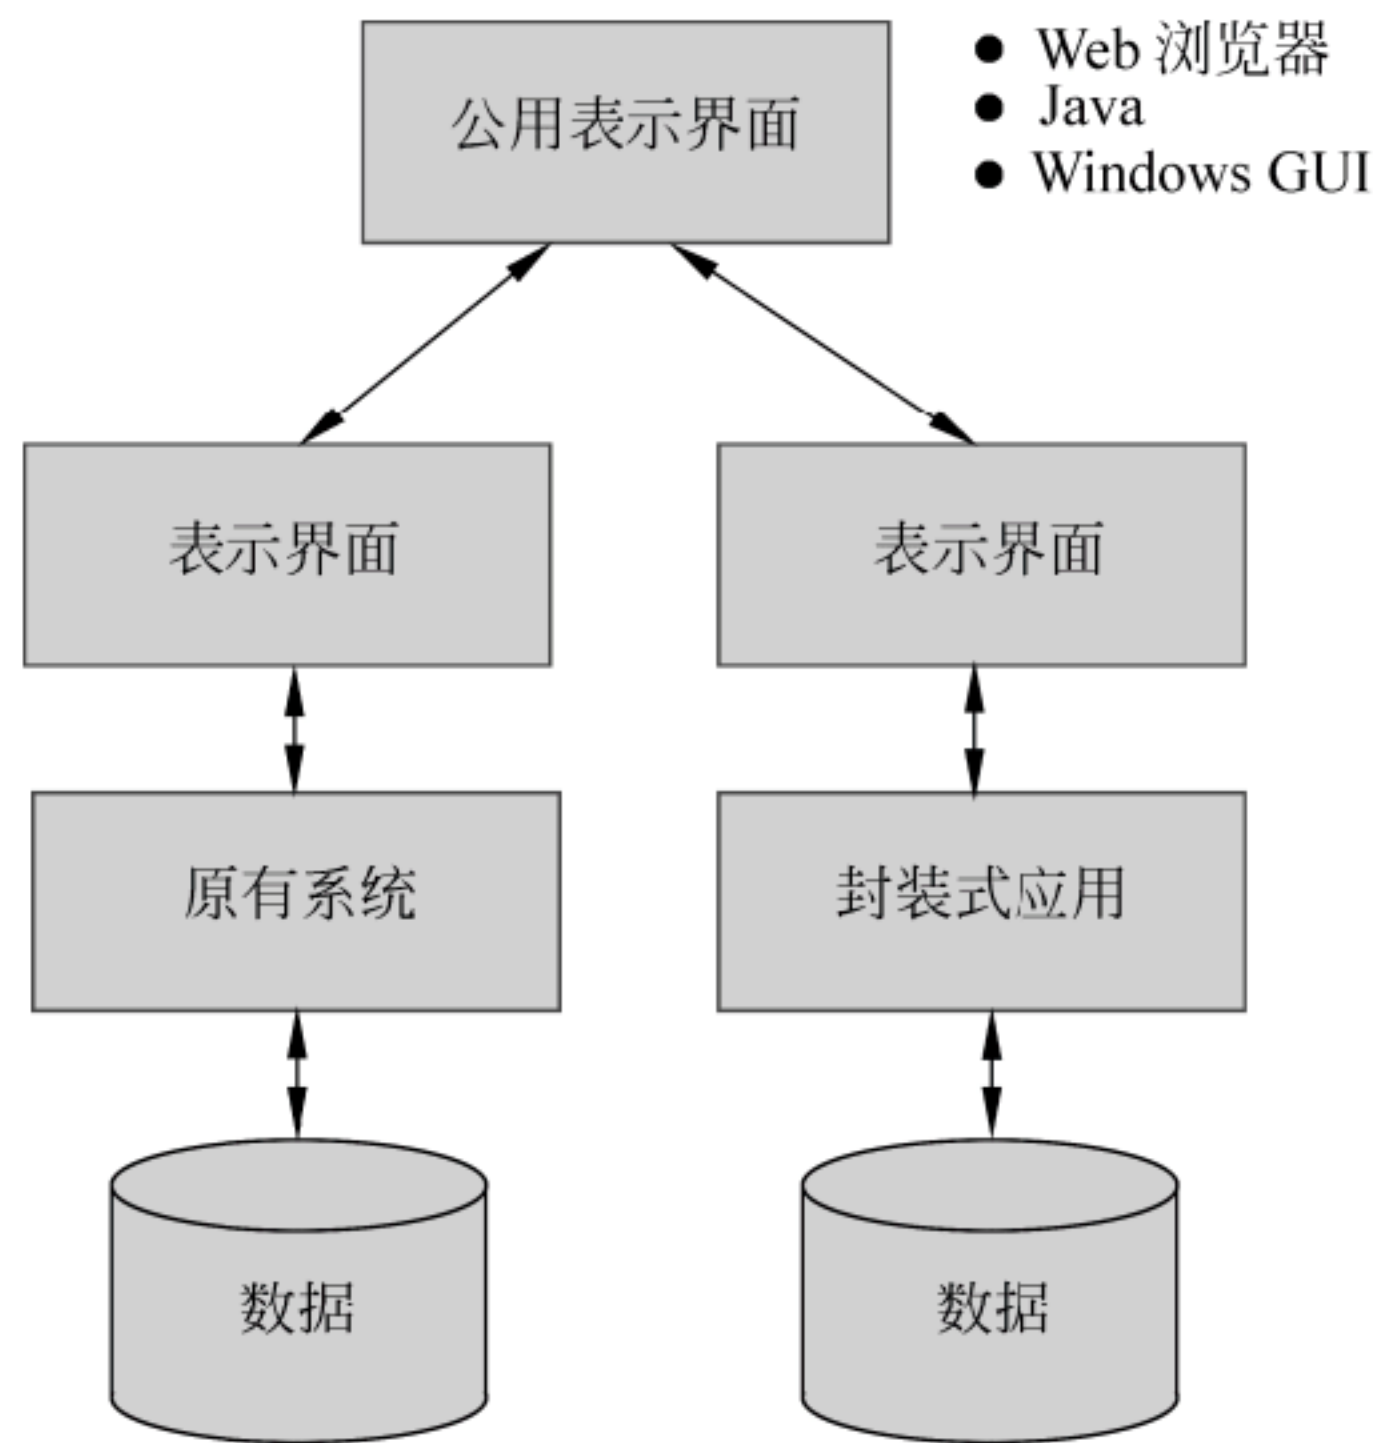 公用表示界面
● Web 浏览器
● Java
● Windows GUI
表示界面
表示界面
原有系统
封装式应用
数据
数据